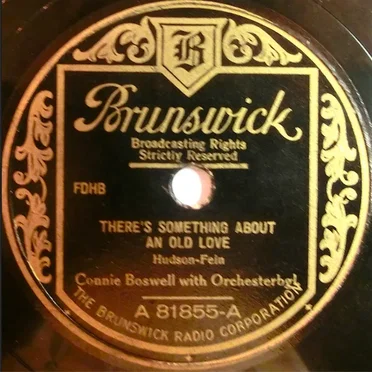 B
Brunswick
Broadcasting Rights
Strictly Reserved
FDHB
THERE'S SOMETHING ABOUT
AN OLD LOVE
Hudson-Fein
Connie Boswell with Orchesterbgl
A 81855-A
THE BRUNSWICK RADIO CORPORATION